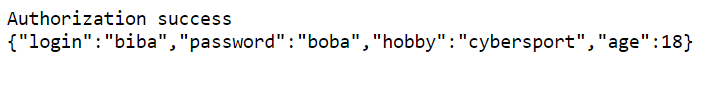 Authorization success
{"login":"biba","password":"boba","hobby":"cybersport","age":18}